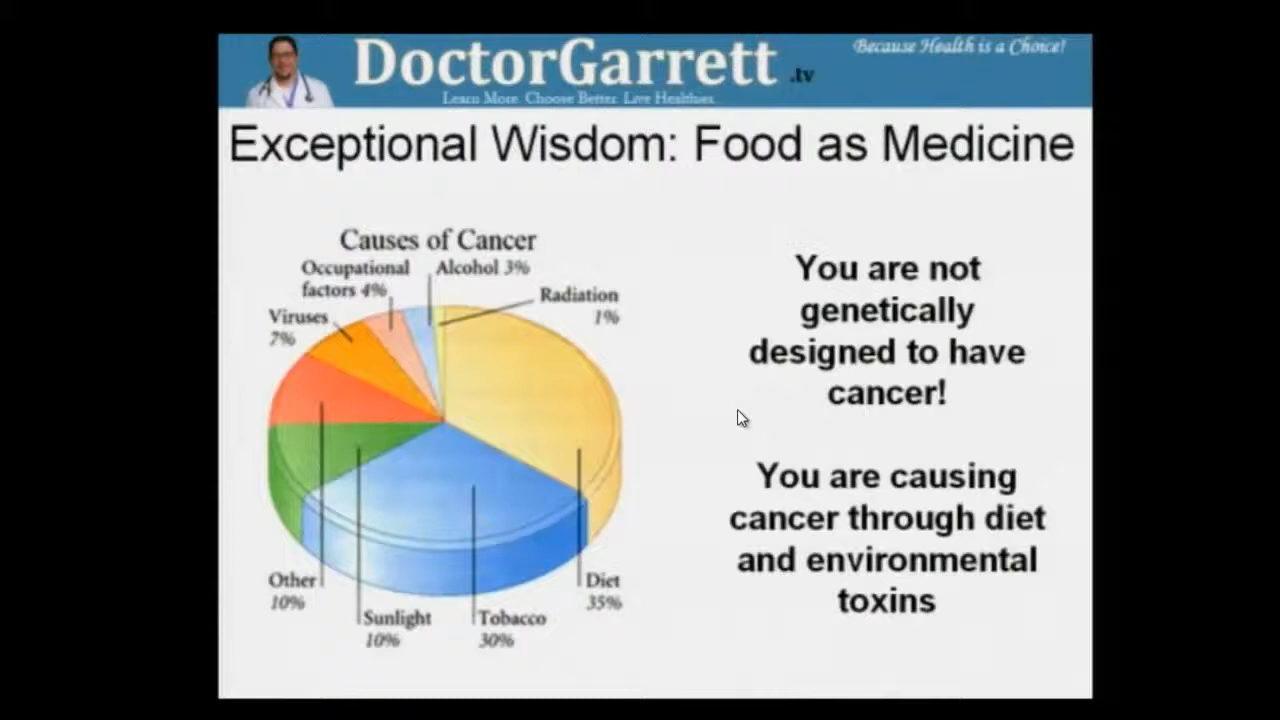 DoctorGarrett.tv
Because Health is a Choice!
Learn More. Choose Better. Live Healthier.
Exceptional Wisdom: Food as Medicine
Causes of Cancer
Occupational
factors 4%
Alcohol 3%
Radiation
1%
Viruses
7%
Other
10%
Sunlight
10%
Tobacco
30%
Diet
35%
You are not
genetically
designed to have
cancer!
You are causing
cancer through diet
and environmental
toxins